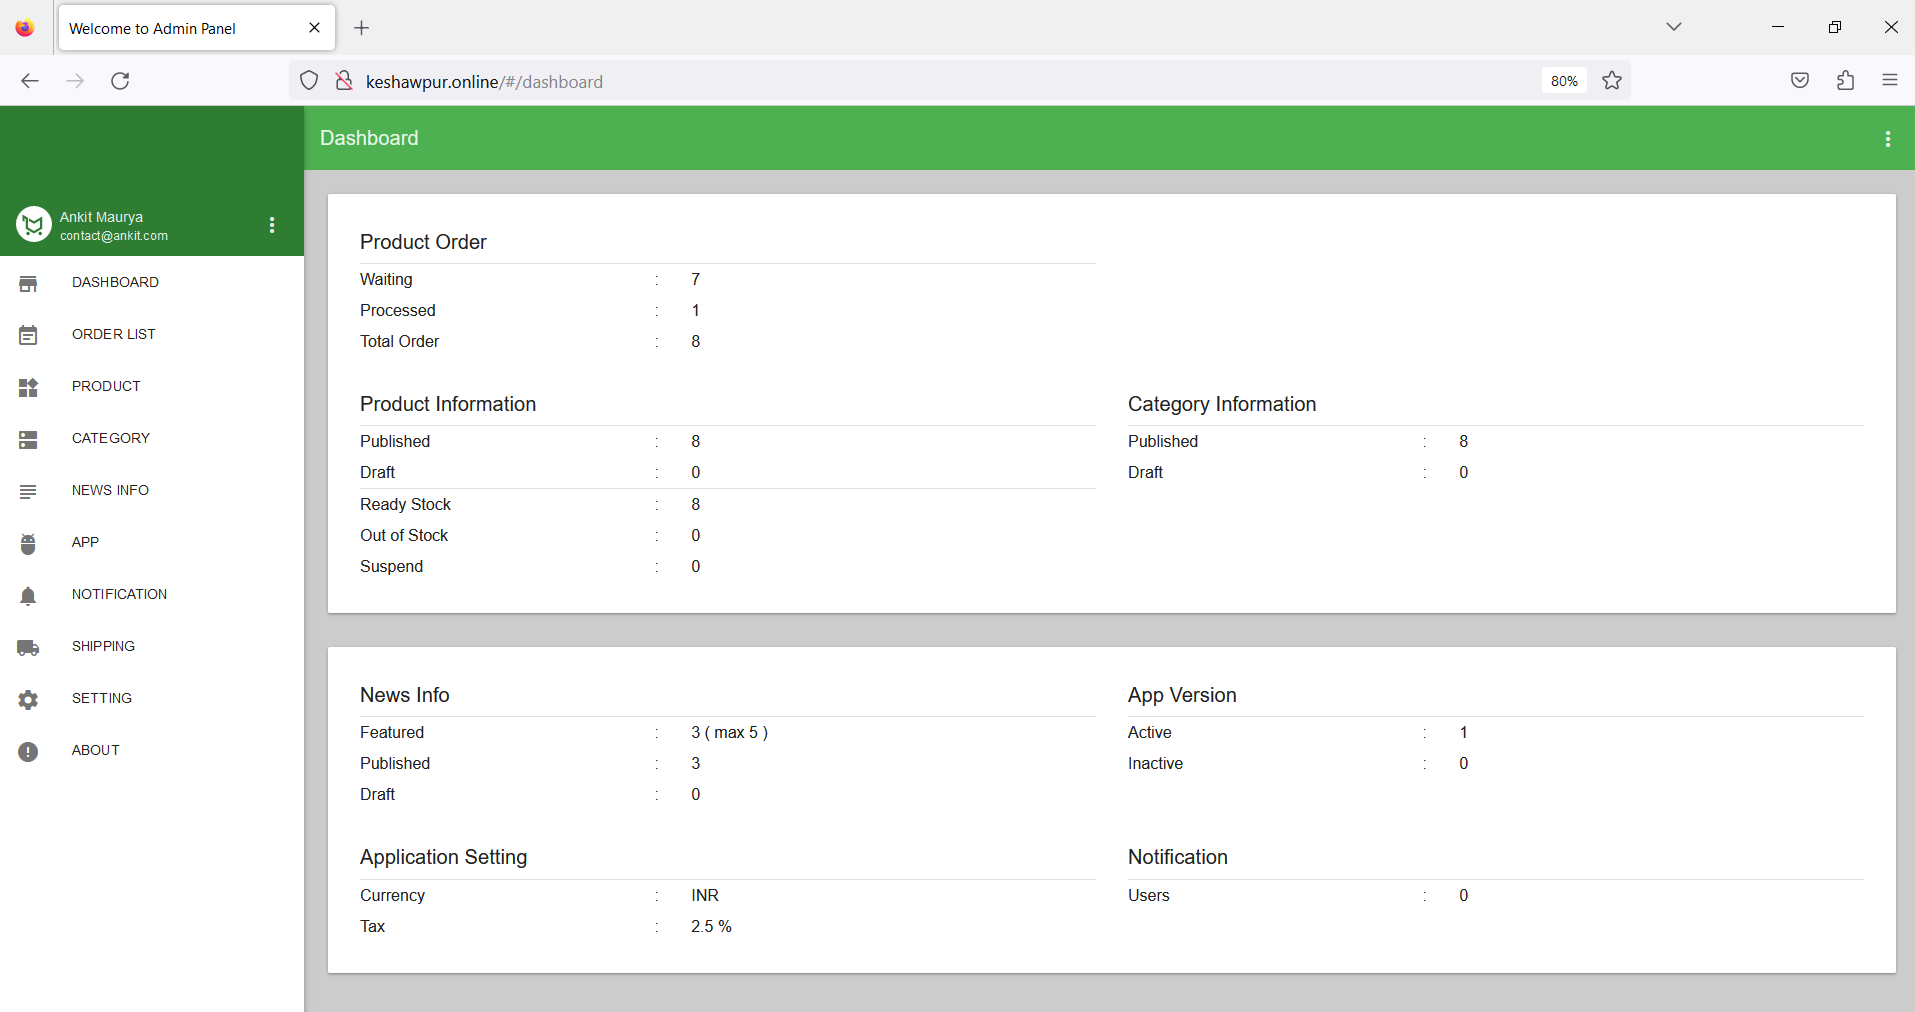 Welcome to Admin Panel
keshawpur.online/#/dashboard
80%
Dashboard
Ankit Maurya
contact@ankit.com
DASHBOARD
ORDER LIST
PRODUCT
CATEGORY
NEWS INFO
APP
NOTIFICATION
SHIPPING
SETTING
ABOUT
Product Order
Waiting : 7
Processed : 1
Total Order : 8
Product Information
Published : 8
Draft : 0
Ready Stock : 8
Out of Stock : 0
Suspend : 0
Category Information
Published : 8
Draft : 0
News Info
Featured : 3 ( max 5 )
Published : 3
Draft : 0
App Version
Active : 1
Inactive : 0
Application Setting
Currency : INR
Tax : 2.5 %
Notification
Users : 0